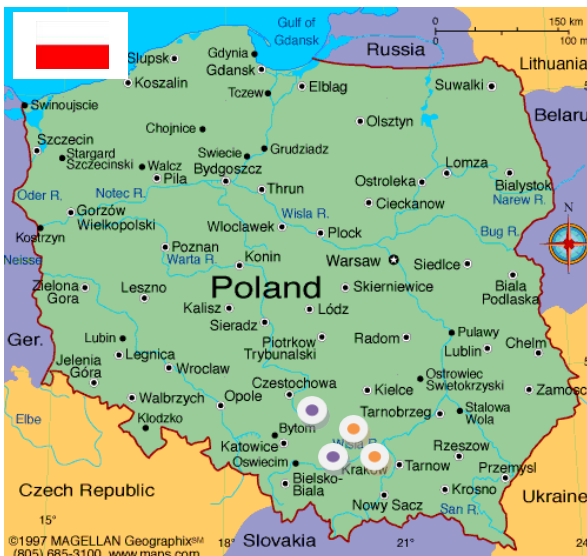 Gulf of
Gdansk
0 150 km
0 100 m
Russia
Lithuania
Belaru
Slupsk
Gdynia
Gdansk
Koszalin
Tczew
Elblag
Suwalki
Swinoujscie
Chojnice
Olsztyn
Szczecin
Stargard
Szczecinski
Swiecie
Grudziadz
Walcz
Pila
Bydgoszcz
Lomza
Bialystok
Narew R.
Oder R.
Notec R.
Thrun
Ostroleka
Gorzów
Wielkopolski
Wloclawek
Wisla R.
Cieckanow
N
Kostrzyn
Plock
Bug R.
Poznan
Warta R.
Konin
Warsaw
Siedlce
Neisse
Zielona
Gora
Leszno
Poland
Skierniewice
Biala
Podlaska
Kalisz
Lódz
Sieradz
Ger.
Lubin
Piotrkow
Trybunalski
Radom
Pulawy
Lublin
Chelm
Legnica
Jelenia
Góra
Wroclaw
Czestochowa
Kielce
Ostrowiec
Swietokrzyski
Zamosc
Walbrzych
Opole
Tarnobrzeg
Stalowa
Wola
Elbe
Klodzko
Bytom
Wisla R.
Katowice
Oswiecim
Krakow
Tarnow
Rzeszow
Przemysl
Bielsko-
Biala
Krosno
Czech Republic
Nowy Sacz
San R.
Ukraine
15°
18°
21°
24
Slovakia
©1997 MAGELLAN Geographix℠
(805) 685-3100 www.maps.com